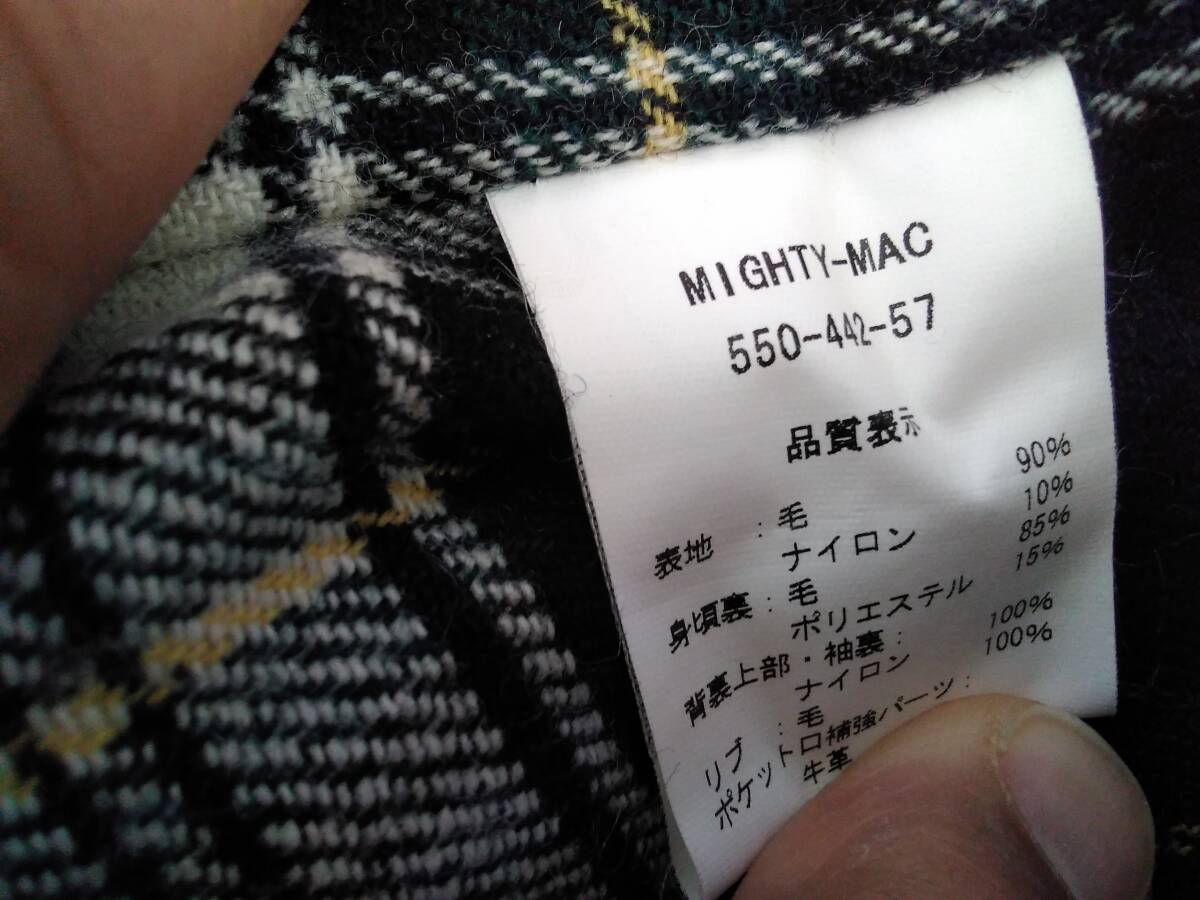 MIGHTY-MAC
550-442-57
品質表示
表地 : 毛 90%
ナイロン 10%
身頃裏 : 毛 85%
ポリエステル 15%
背裏上部・袖裏 :
ナイロン 100%
リブ : 毛 100%
ポケット口補強パーツ :
牛革